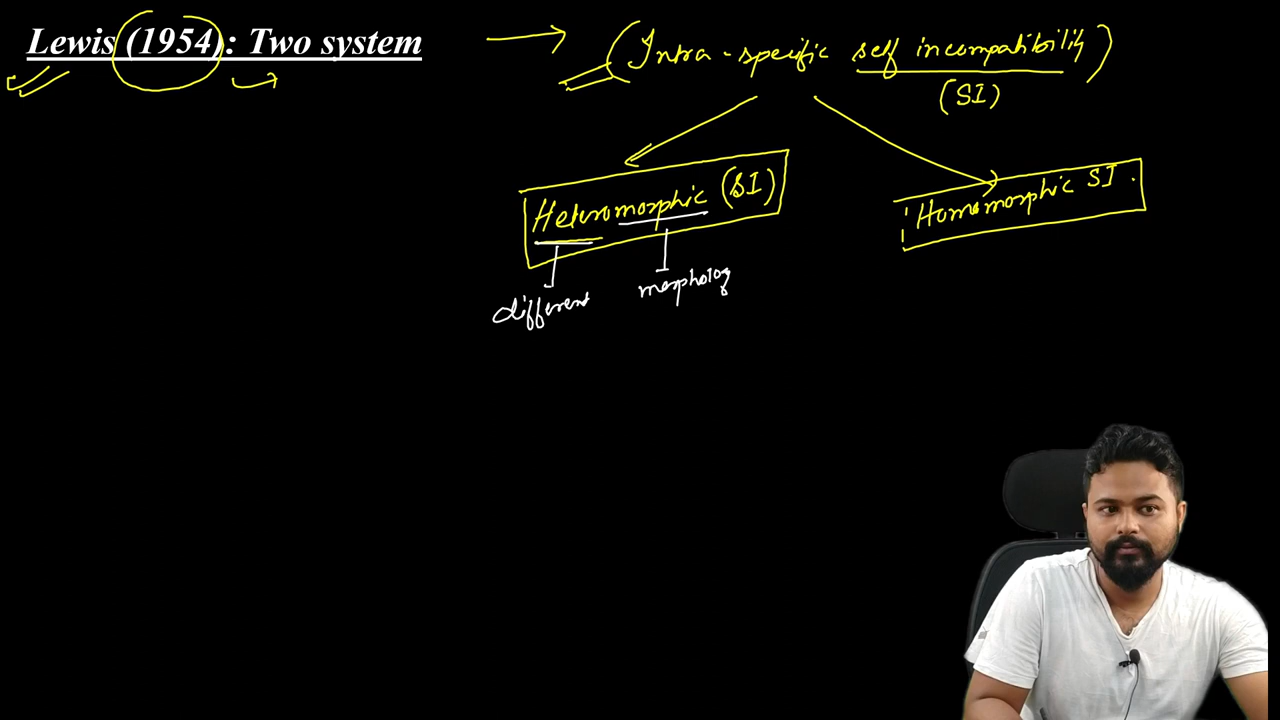 Lewis (1954): Two system
(Intra-specific self incompatibility)
(SI)
Heteromorphic (SI)
Homomorphic SI.
different
morpholog